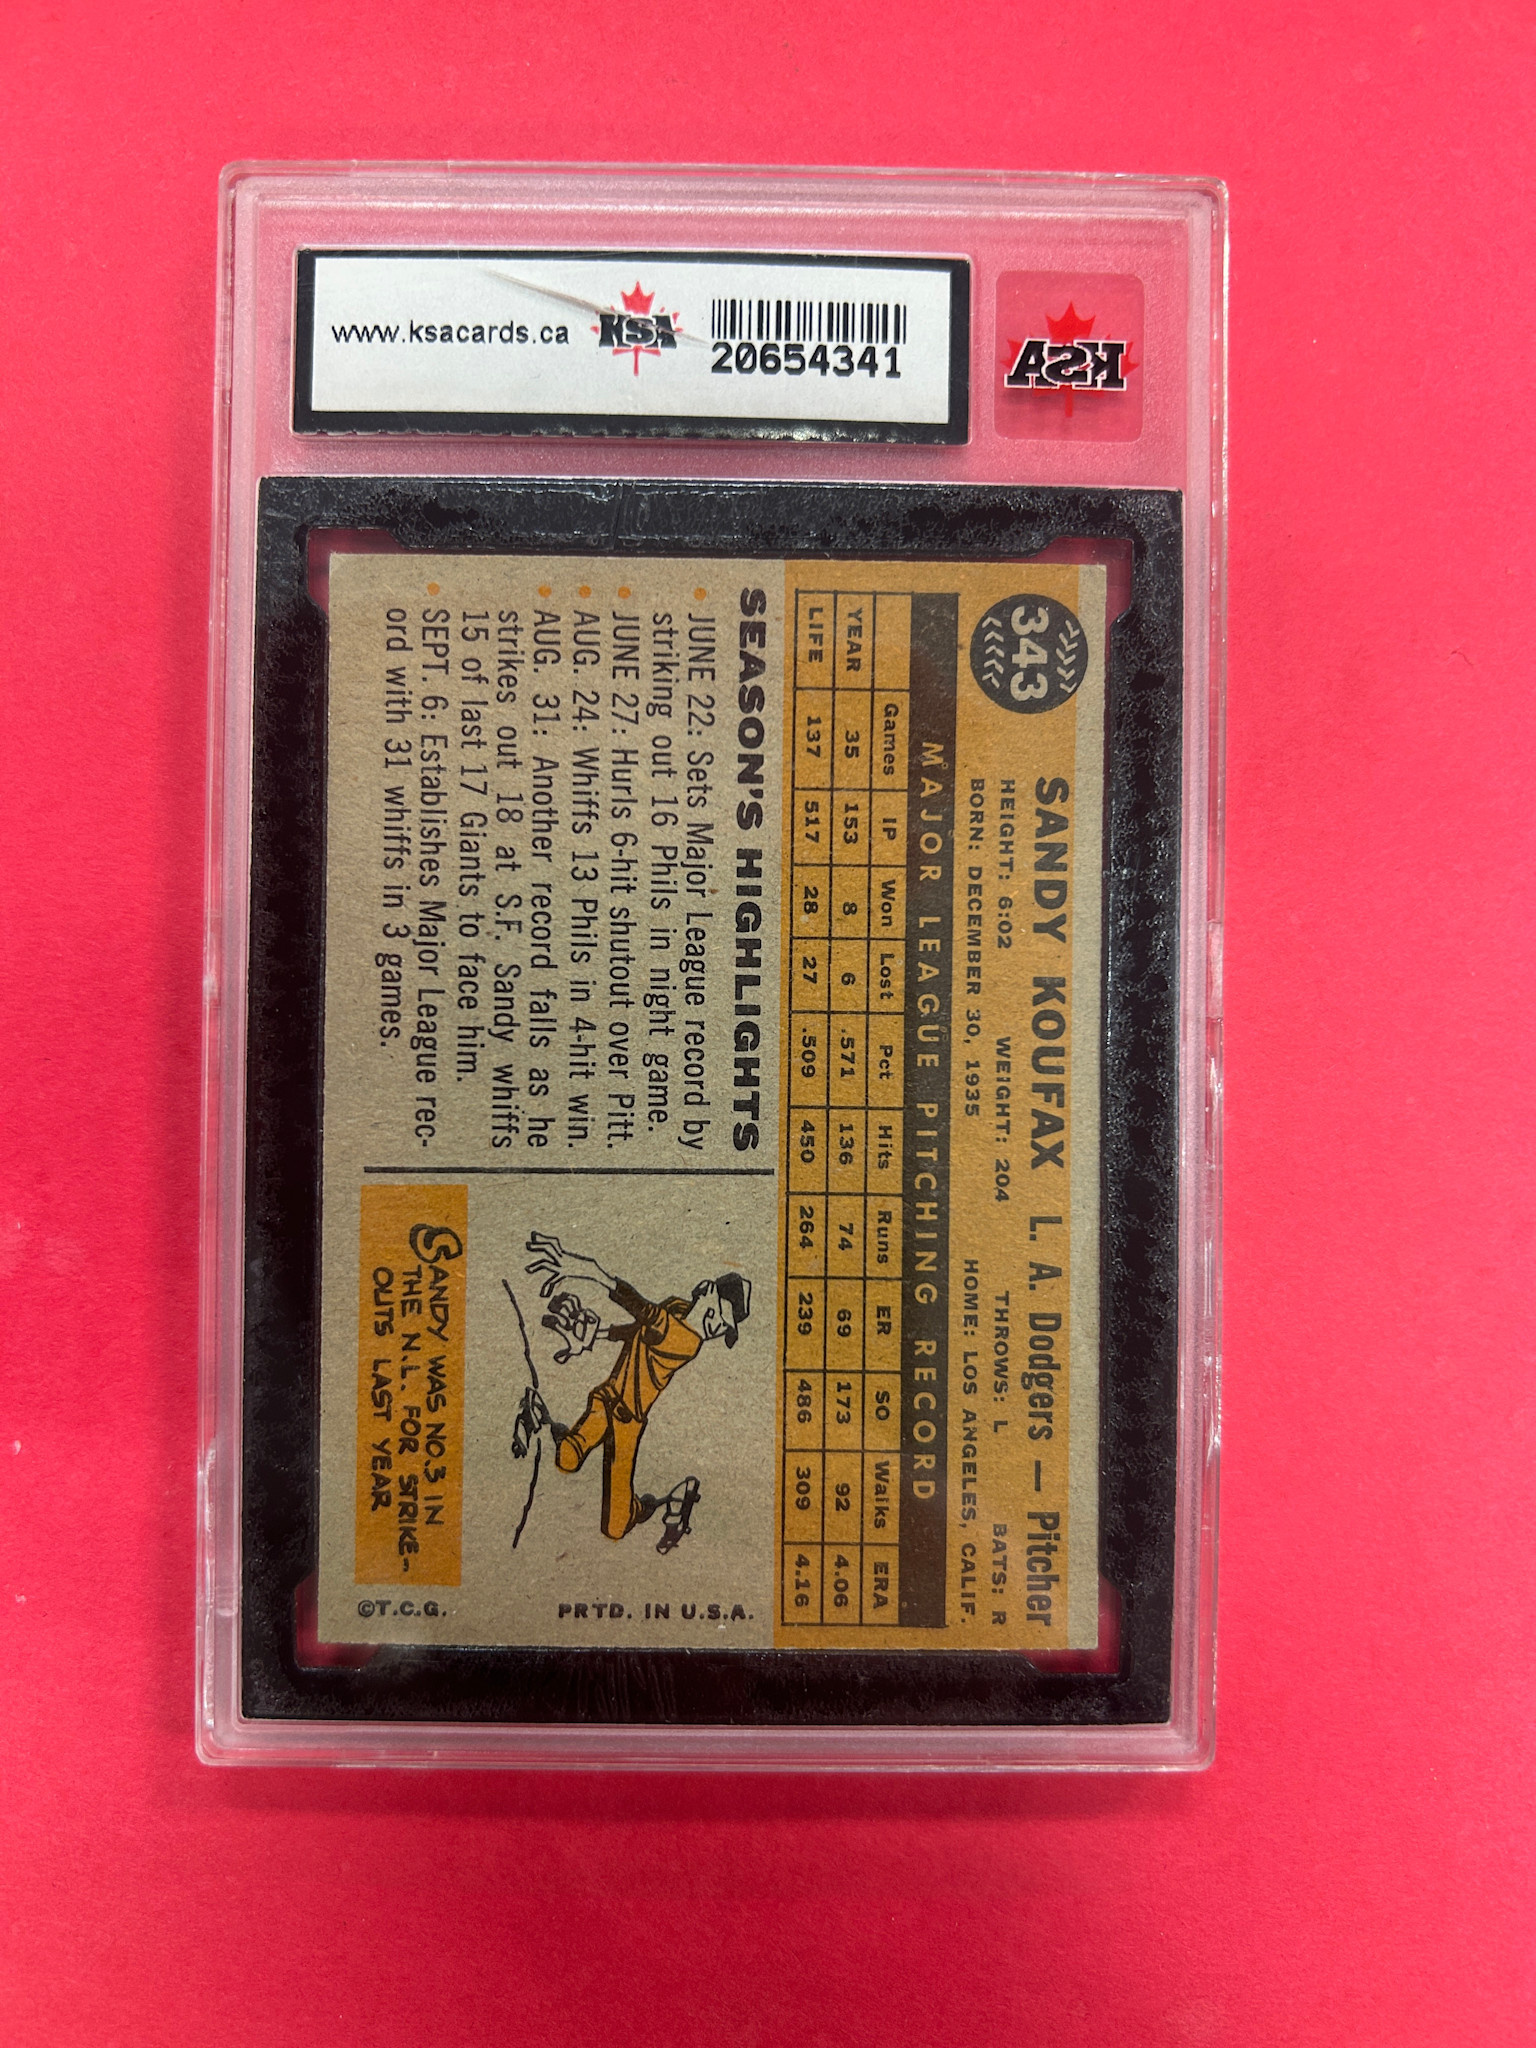 www.ksacards.ca
KSA
20654341
KSA
343
SANDY KOUFAX L. A. Dodgers — Pitcher
HEIGHT: 6:02 WEIGHT: 204 THROWS: L BATS: R
BORN: DECEMBER 30, 1935 HOME: LOS ANGELES, CALIF.
MAJOR LEAGUE PITCHING RECORD
Games IP Won Lost Pct Hits Runs ER SO Walks ERA
YEAR 35 153 8 6 .571 136 74 69 173 92 4.06
LIFE 137 517 28 27 .509 450 264 239 486 309 4.16
SEASON'S HIGHLIGHTS
• JUNE 22: Sets Major League record by
striking out 16 Phils in night game.
• JUNE 27: Hurls 6-hit shutout over Pitt.
• AUG. 24: Whiffs 13 Phils in 4-hit win.
• AUG. 31: Another record falls as he
strikes out 18 at S.F. Sandy whiffs
15 of last 17 Giants to face him.
• SEPT. 6: Establishes Major League rec-
ord with 31 whiffs in 3 games.
SANDY WAS NO.3 IN
THE N.L. FOR STRIKE-
OUTS LAST YEAR
PRTD. IN U.S.A.
©T.C.G.